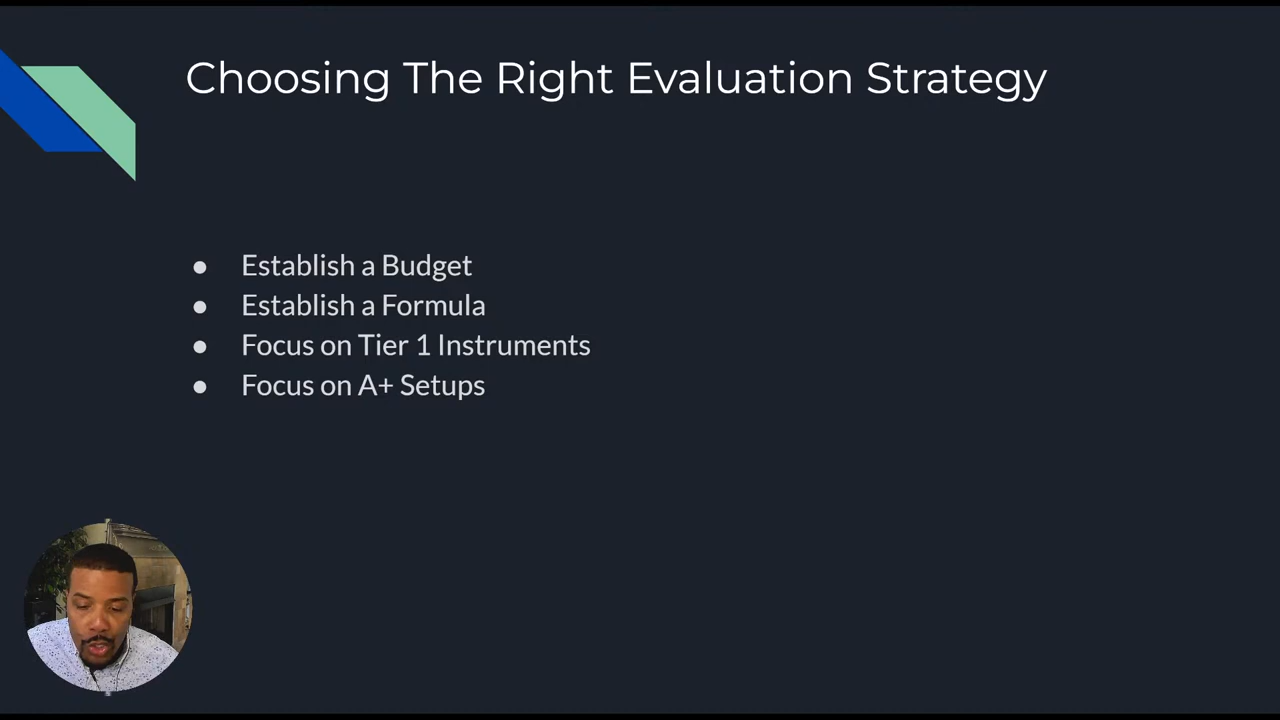 Choosing The Right Evaluation Strategy
● Establish a Budget
● Establish a Formula
● Focus on Tier 1 Instruments
● Focus on A+ Setups